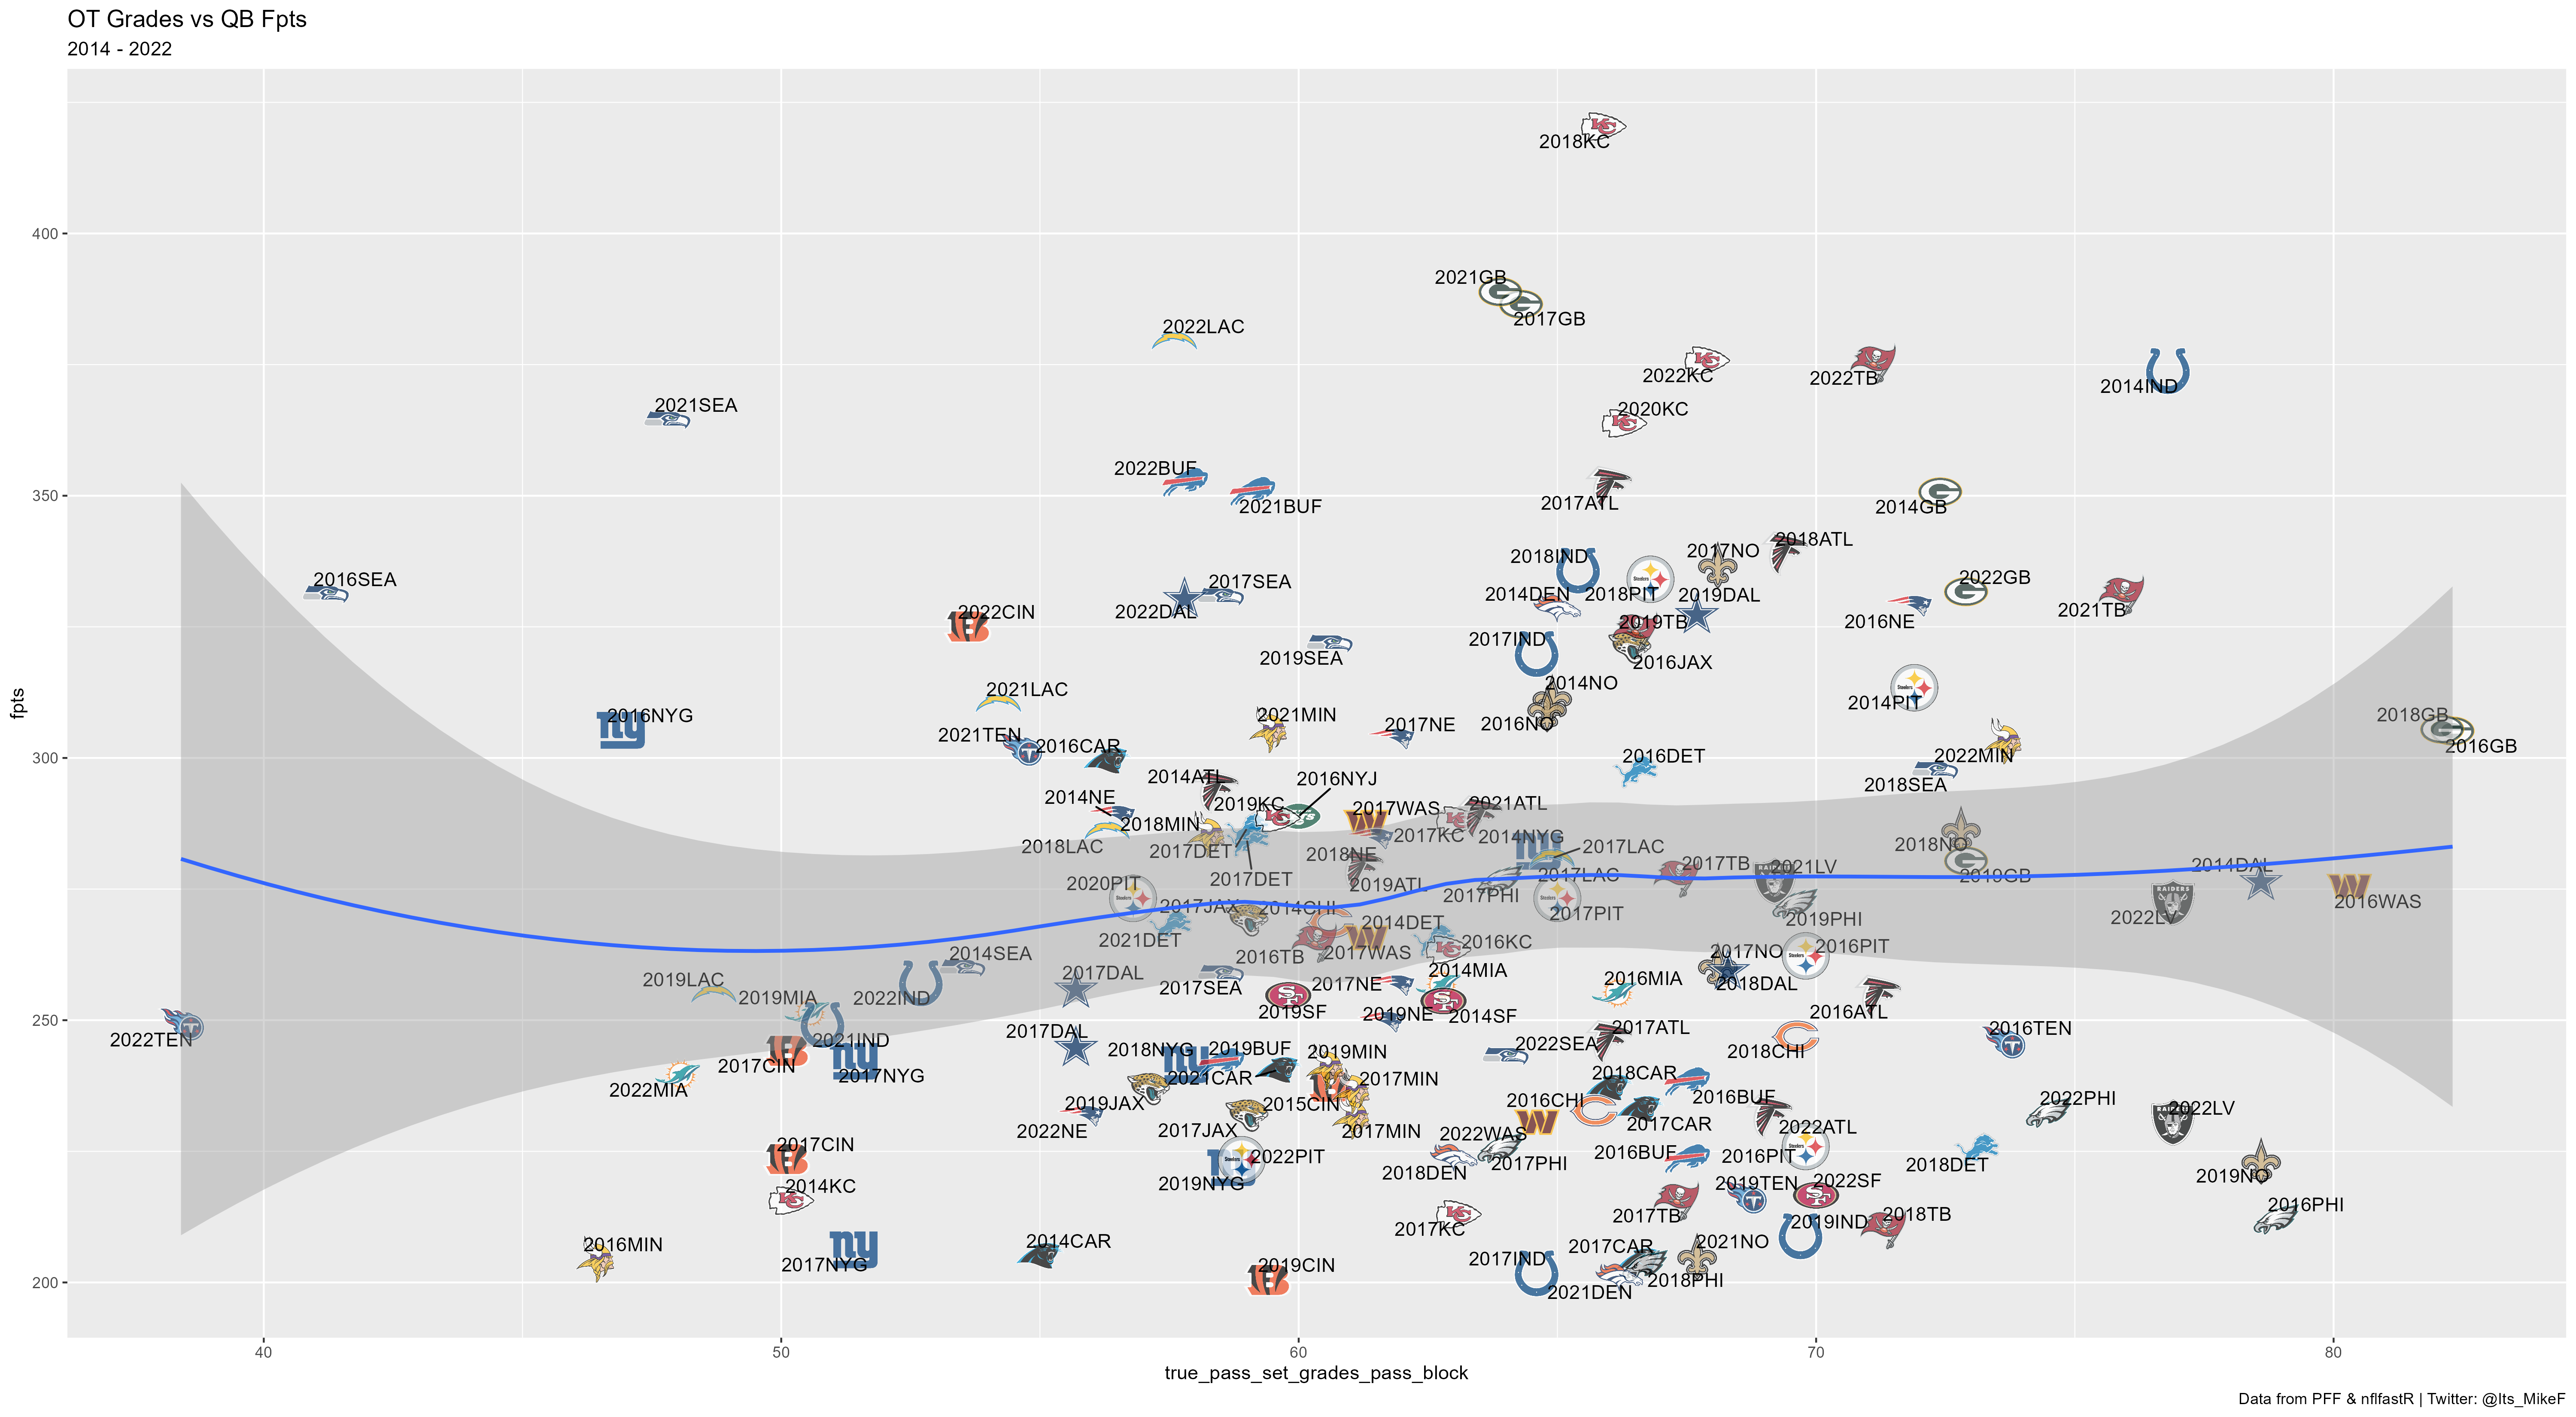 OT Grades vs QB Fpts
2014 - 2022
2018KC
400
2021GB
2017GB
2022LAC
2022KC
2022TB
2014IND
2021SEA
2020KC
2022BUF
2021BUF
2017ATL
2014GB
350
2018IND
2017NO
2018ATL
2016SEA
2017SEA
2022GB
2014DEN
2018PIT
2019DAL
2022DAL
2022CIN
2019TB
2016NE
2021TB
2017IND
2019SEA
2016JAX
2021LAC
2014NO
2014PIT
2016NYG
2021MIN
2016NO
2017NE
2018GB
2021TEN
2016CAR
2016DET
2022MIN
2016GB
300
2014ATL
2016NYJ
2018SEA
2014NE
2019KC
2017WAS
2021ATL
2018MIN
2017KC
2014NYG
2018LAC
2017DET
2018NE
2017LAC
2018NO
2017DET
2019ATL
2017LAC
2017TB
2021LV
2019GB
2014DAL
2020PIT
2017JAX
2014CHI
2017PHI
2017PIT
2019PHI
2022LV
2016WAS
2021DET
2014DET
2016KC
2014SEA
2016TB
2017WAS
2017NO
2016PIT
2019LAC
2017DAL
2014MIA
2016MIA
2018DAL
2019MIA
2022IND
2017SEA
2017NE
2019SF
2019NE
2014SF
2016ATL
250
2022TEN
2021IND
2017DAL
2018NYG
2019BUF
2019MIN
2022SEA
2017ATL
2018CHI
2016TEN
2017CIN
2017NYG
2021CAR
2017MIN
2018CAR
2016BUF
2022MIA
2019JAX
2015CIN
2016CHI
2022PHI
2022LV
2022NE
2017JAX
2017MIN
2022WAS
2017CAR
2022ATL
2017CIN
2022PIT
2018DEN
2017PHI
2016BUF
2016PIT
2018DET
2014KC
2019NYG
2019TEN
2022SF
2019NO
2017KC
2017TB
2019IND
2018TB
2016PHI
2016MIN
2017NYG
2014CAR
2019CIN
2017IND
2017CAR
2021NO
2018PHI
2021DEN
200
fpts
40
50
60
70
80
true_pass_set_grades_pass_block
Data from PFF & nflfastR | Twitter: @Its_MikeF